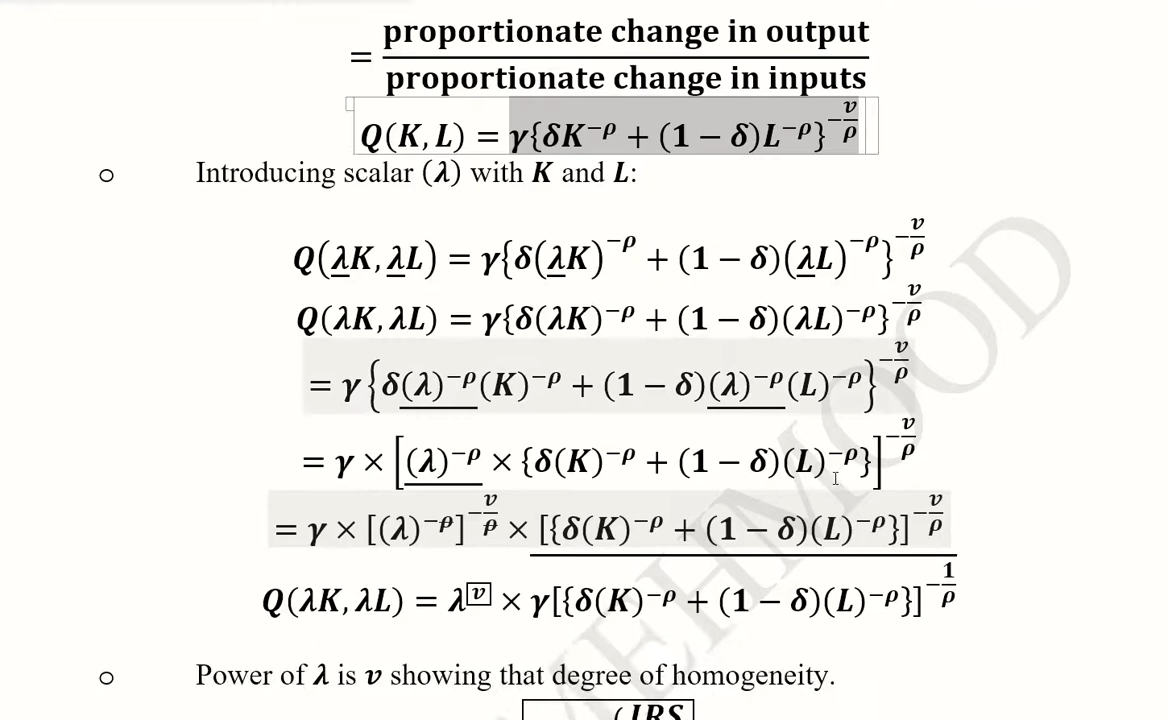 = proportionate change in output / proportionate change in inputs
Q(K, L) = γ{δK^−ρ + (1 − δ)L^−ρ}^−v/ρ
o Introducing scalar (λ) with K and L:
Q(λK, λL) = γ{δ(λK)^−ρ + (1 − δ)(λL)^−ρ}^−v/ρ
Q(λK, λL) = γ{δ(λK)^−ρ + (1 − δ)(λL)^−ρ}^−v/ρ
= γ{δ(λ)^−ρ(K)^−ρ + (1 − δ)(λ)^−ρ(L)^−ρ}^−v/ρ
= γ × [(λ)^−ρ × {δ(K)^−ρ + (1 − δ)(L)^−ρ}]^−v/ρ
= γ × [(λ)^−ρ]^−v/ρ × [{δ(K)^−ρ + (1 − δ)(L)^−ρ}]^−v/ρ
Q(λK, λL) = λ^v × γ[{δ(K)^−ρ + (1 − δ)(L)^−ρ}]^−1/ρ
o Power of λ is v showing that degree of homogeneity.
(IRS
MEHMOOD